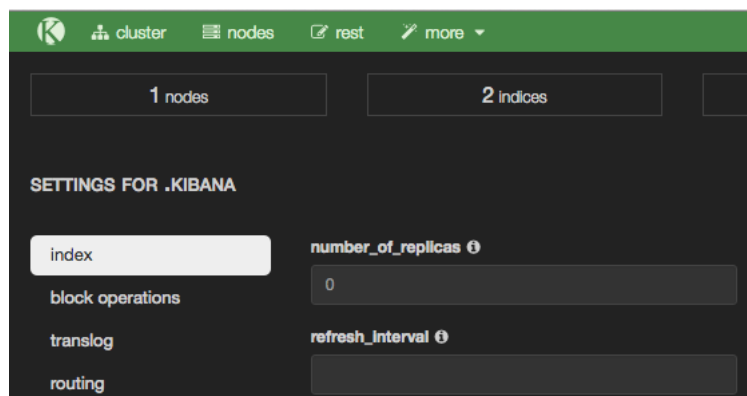 cluster nodes rest more
1 nodes 2 indices
SETTINGS FOR .KIBANA
index
block operations
translog
routing
number_of_replicas
0
refresh_interval